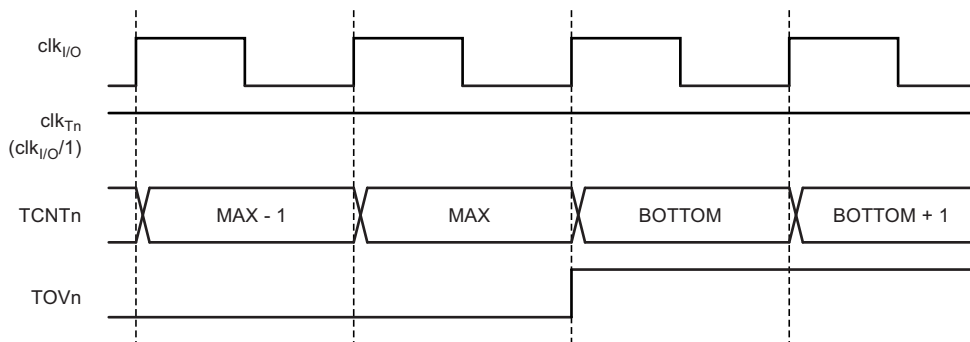 clkI/O
clkTn
(clkI/O/1)
TCNTn MAX - 1 MAX BOTTOM BOTTOM + 1
TOVn